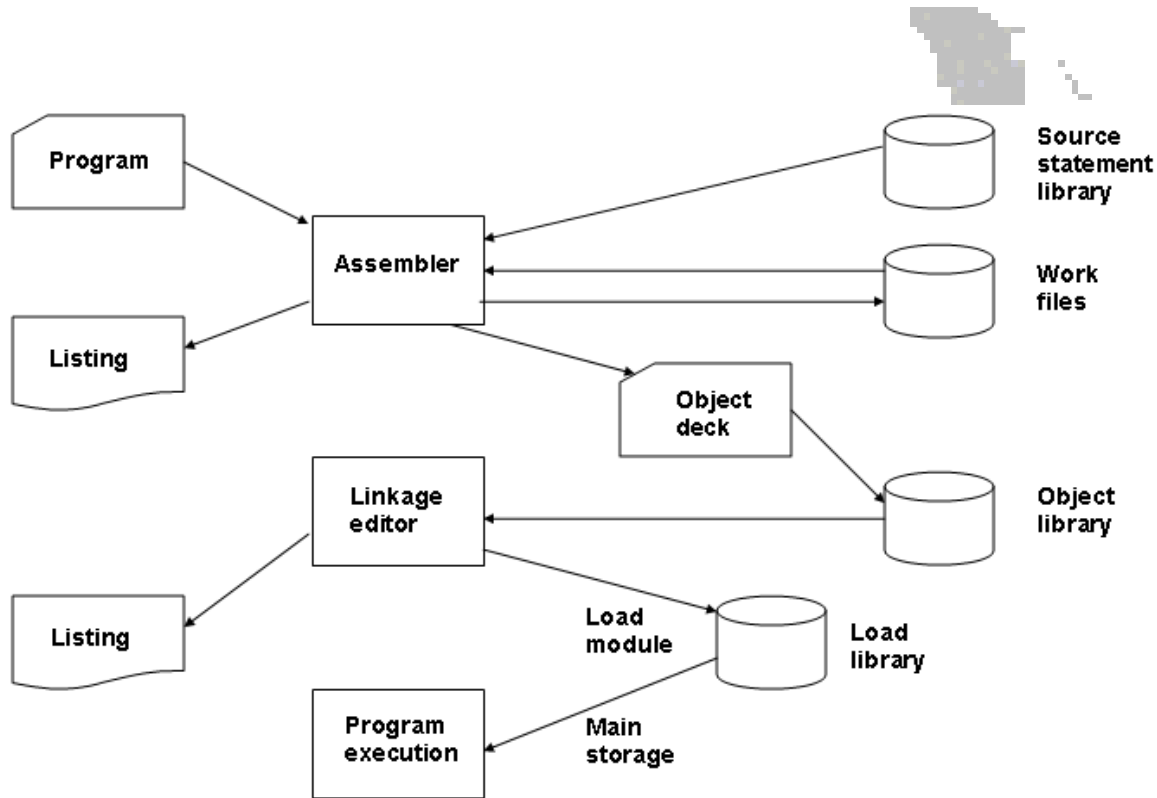 Program
Source
statement
library
Assembler
Work
files
Listing
Object
deck
Linkage
editor
Object
library
Listing
Load
module
Load
library
Program
execution
Main
storage